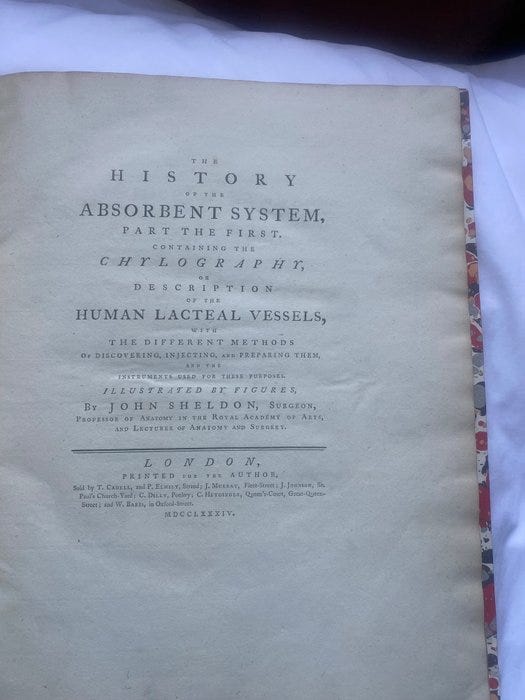 THE
HISTORY
OF THE
ABSORBENT SYSTEM,
PART THE FIRST.
CONTAINING THE
CHYLOGRAPHY,
OR
DESCRIPTION
OF THE
HUMAN LACTEAL VESSELS,
WITH
THE DIFFERENT METHODS
OF DISCOVERING, INJECTING, AND PREPARING THEM,
AND THE
INSTRUMENTS USED FOR THESE PURPOSES.
ILLUSTRATED BY FIGURES,
BY JOHN SHELDON, SURGEON,
PROFESSOR OF ANATOMY IN THE ROYAL ACADEMY OF ARTS,
AND LECTURER OF ANATOMY AND SURGERY.
LONDON,
PRINTED FOR THE AUTHOR,
Sold by T. CADELL, and P. ELMSLY, Strand; J. MURRAY, Fleet-Street; J. JOHNSON, St.
Paul's Church-Yard; C. DILLY, Poultry; C. HEYDINGER, Queen's-Court, Great-Queen-
Street; and W. BABBS, in Oxford-Street.
MDCCLXXXIV.